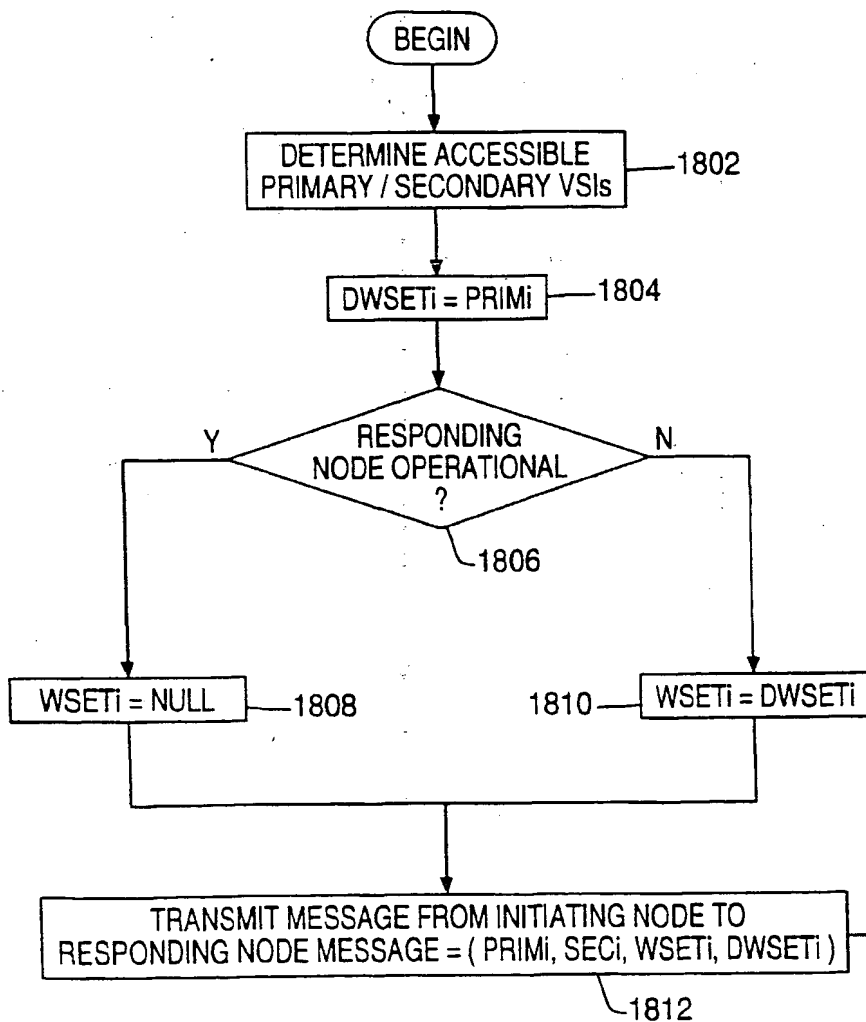 BEGIN
DETERMINE ACCESSIBLE
PRIMARY / SECONDARY VSIs
1802
DWSETi = PRIMi
1804
Y
RESPONDING
NODE OPERATIONAL
?
N
1806
WSETi = NULL
1808
1810
WSETi = DWSETi
TRANSMIT MESSAGE FROM INITIATING NODE TO
RESPONDING NODE MESSAGE = ( PRIMi, SECi, WSETi, DWSETi )
1812